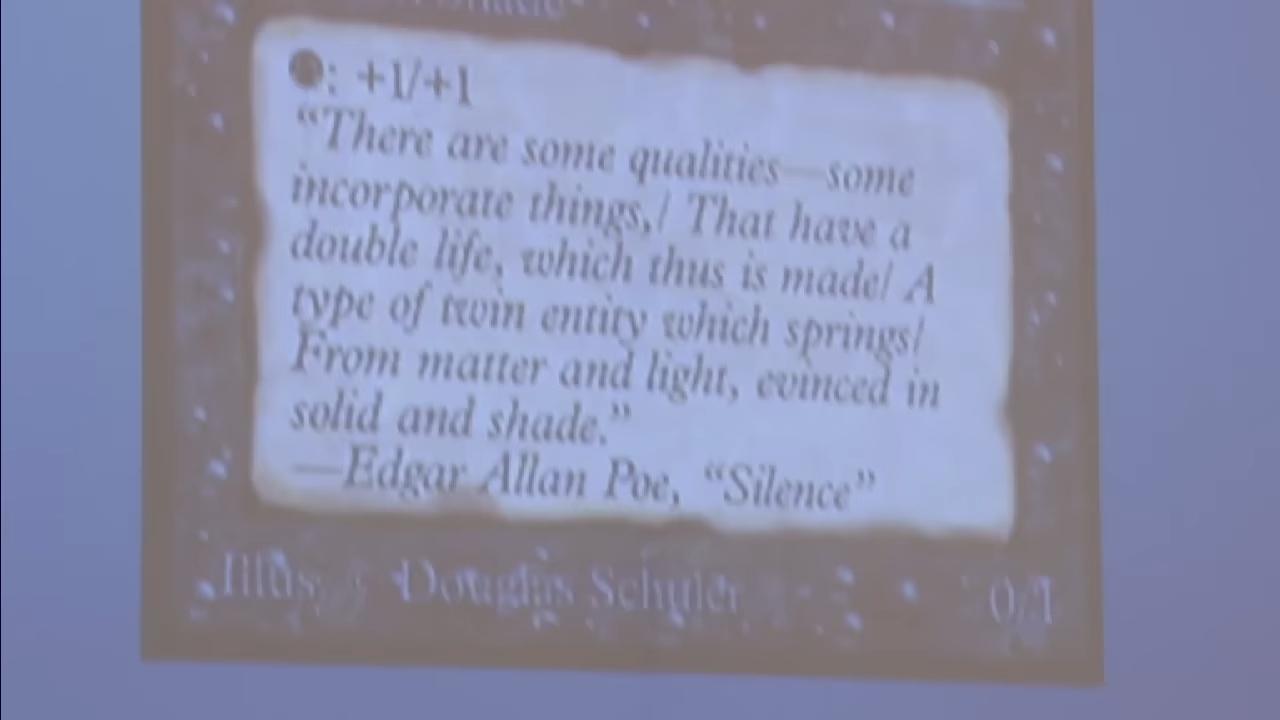 : +1/+1
“There are some qualities—some
incorporate things,/ That have a
double life, which thus is made/ A
type of twin entity which springs/
From matter and light, evinced in
solid and shade.”
—Edgar Allan Poe, “Silence”
Illus. Douglas Schuler 0/1